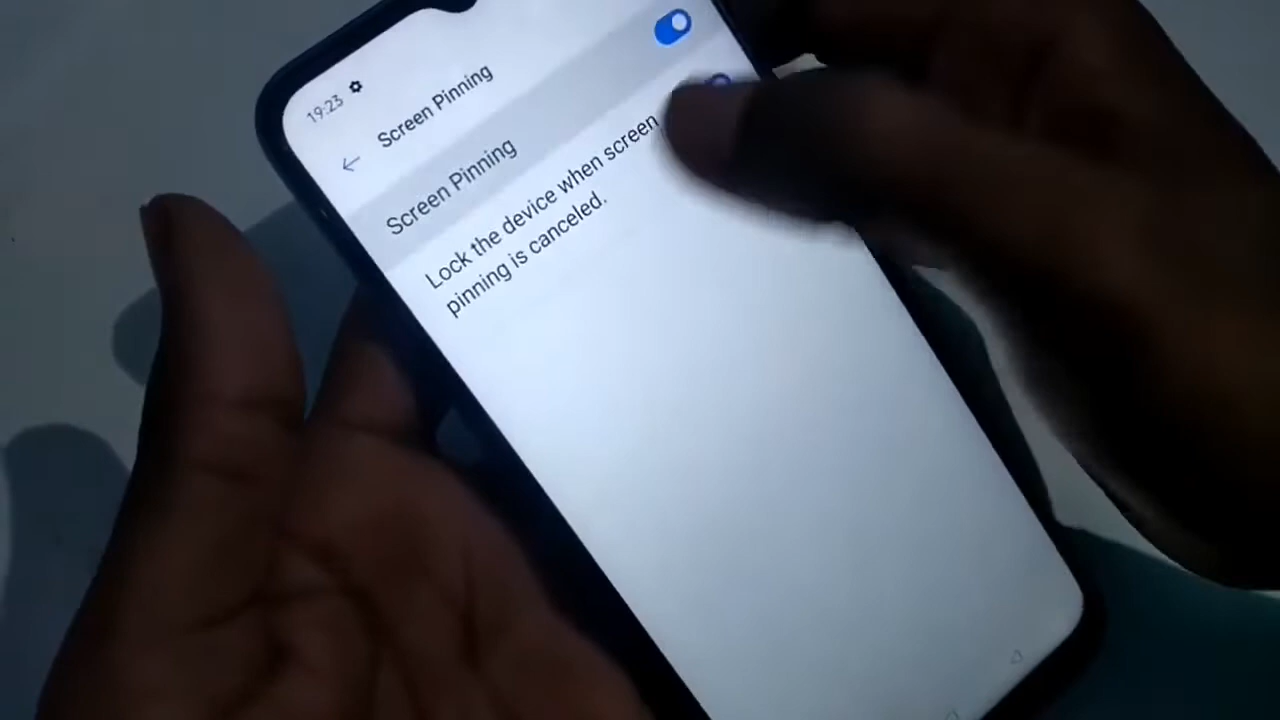 19:23
Screen Pinning
Screen Pinning
Lock the device when screen
pinning is canceled.